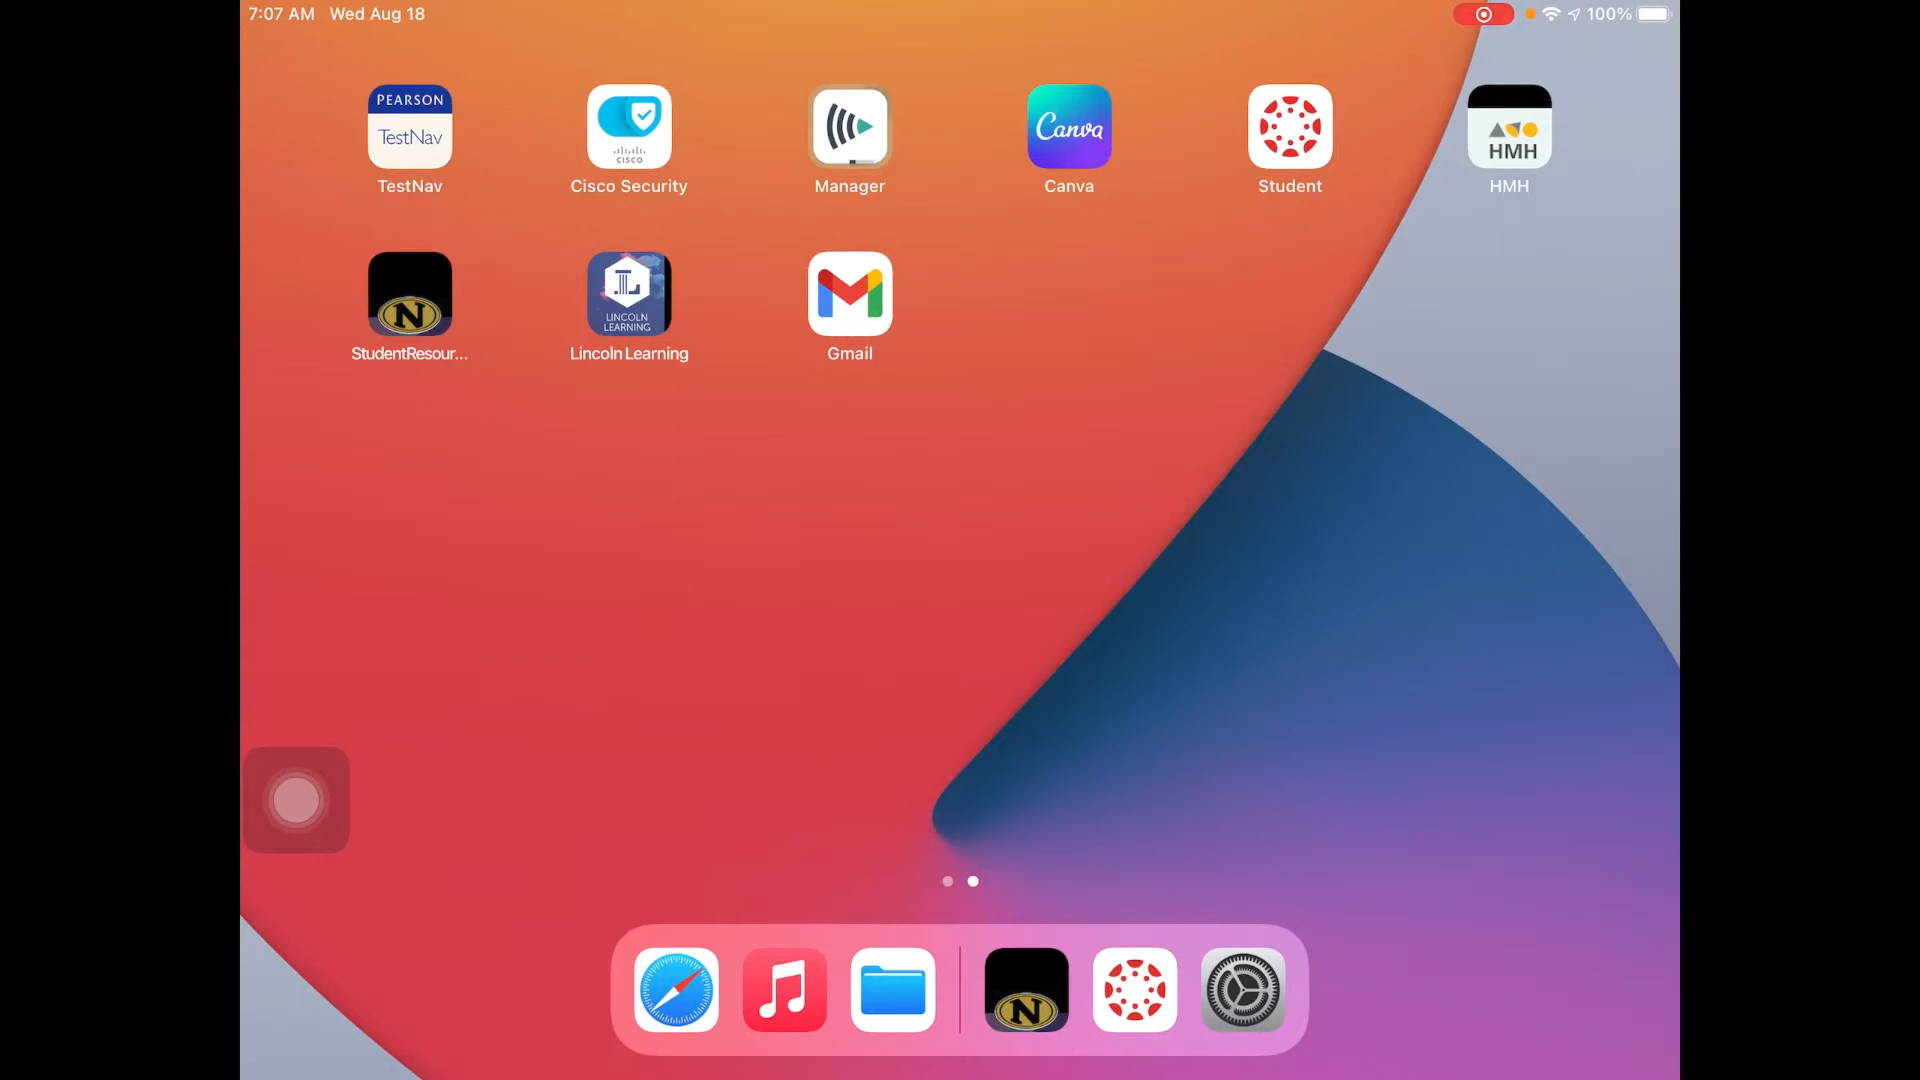 7:07 AM Wed Aug 18
100%
PEARSON
TestNav
TestNav
CISCO
Cisco Security
Manager
Canva
Canva
Student
HMH
HMH
N
StudentResour...
L
LINCOLN
LEARNING
Lincoln Learning
Gmail
N